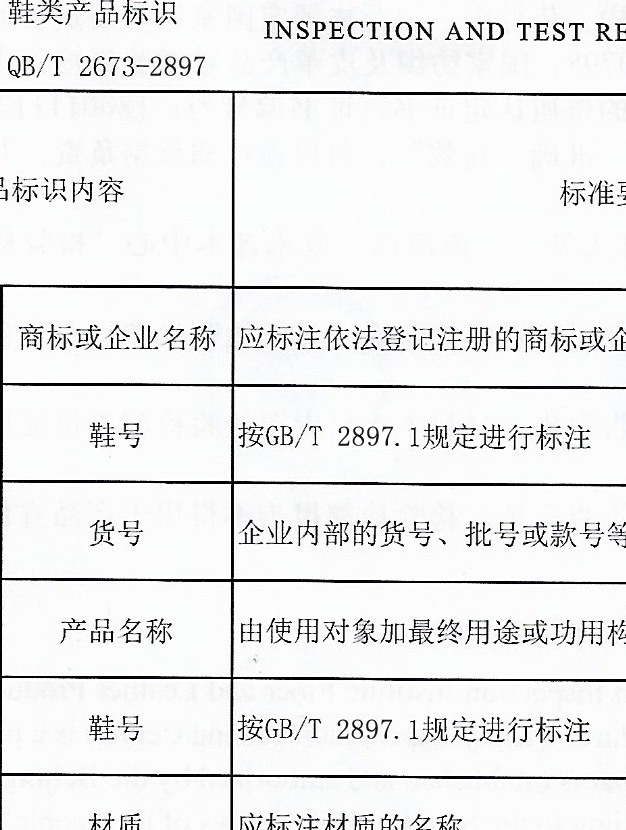 鞋类产品标识
INSPECTION AND TEST RE
QB/T 2673-2897
品标识内容
标准要
商标或企业名称
应标注依法登记注册的商标或企
鞋号
按GB/T 2897.1规定进行标注
货号
企业内部的货号、批号或款号等
产品名称
由使用对象加最终用途或功用构
鞋号
按GB/T 2897.1规定进行标注
材质
应标注材质的名称